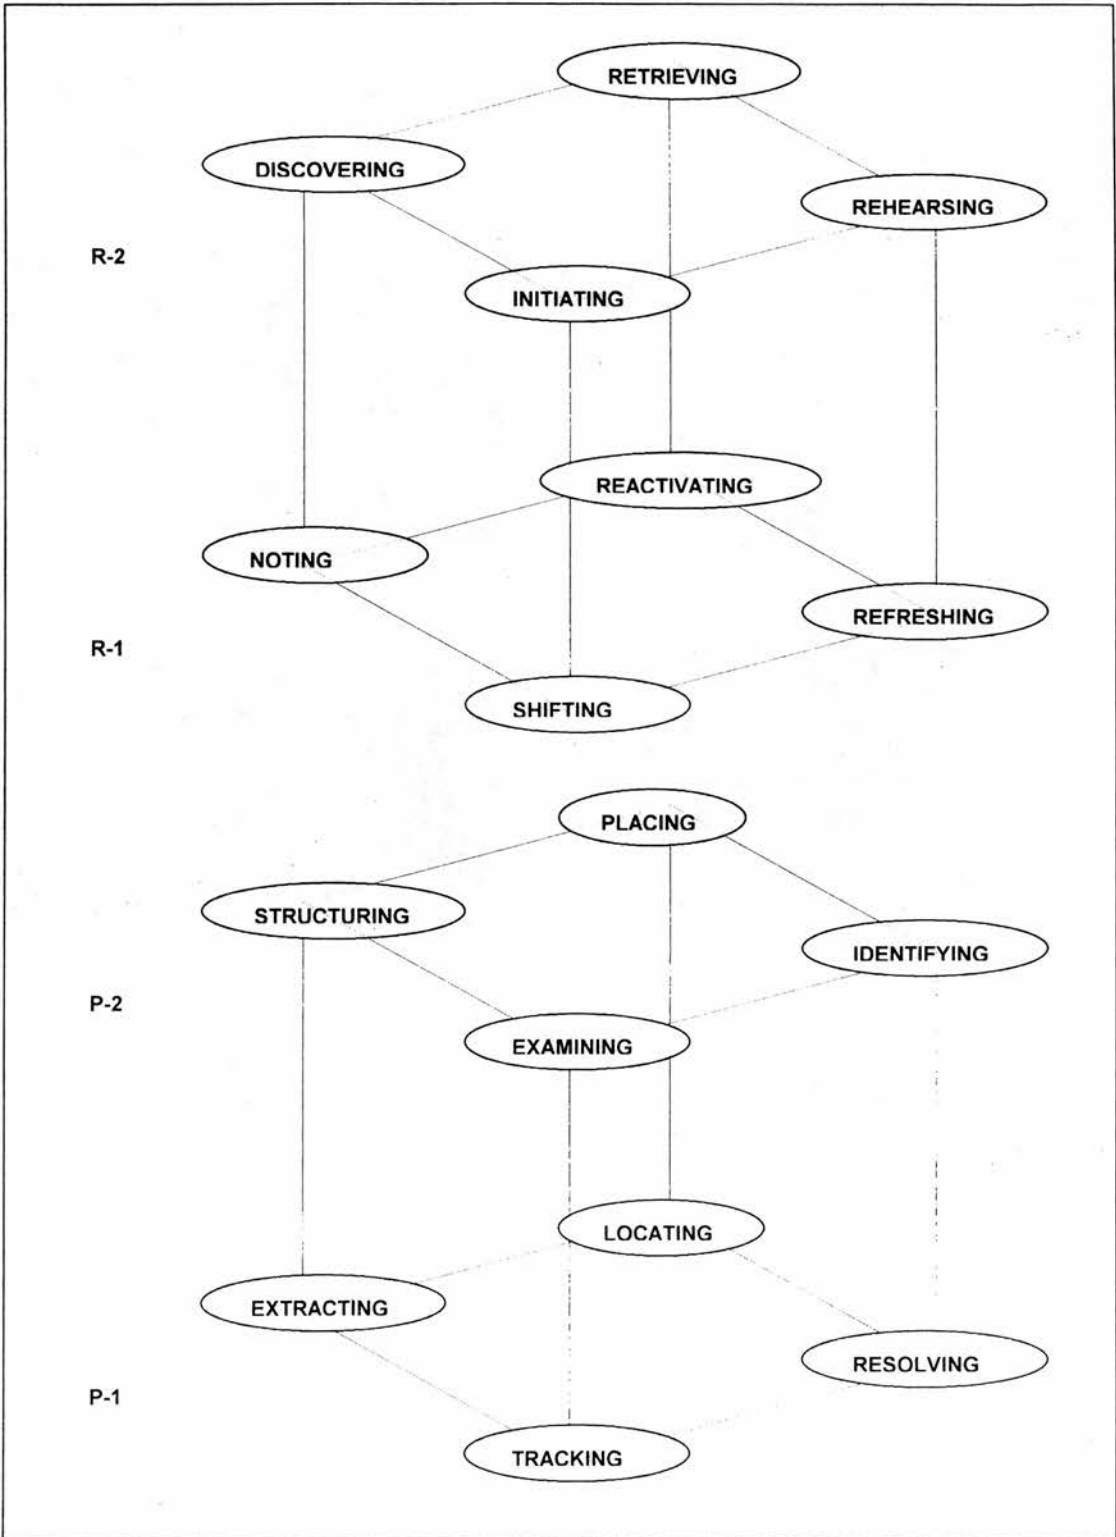 RETRIEVING
DISCOVERING
REHEARSING
R-2
INITIATING
REACTIVATING
NOTING
REFRESHING
R-1
SHIFTING
PLACING
STRUCTURING
IDENTIFYING
P-2
EXAMINING
LOCATING
EXTRACTING
RESOLVING
P-1
TRACKING